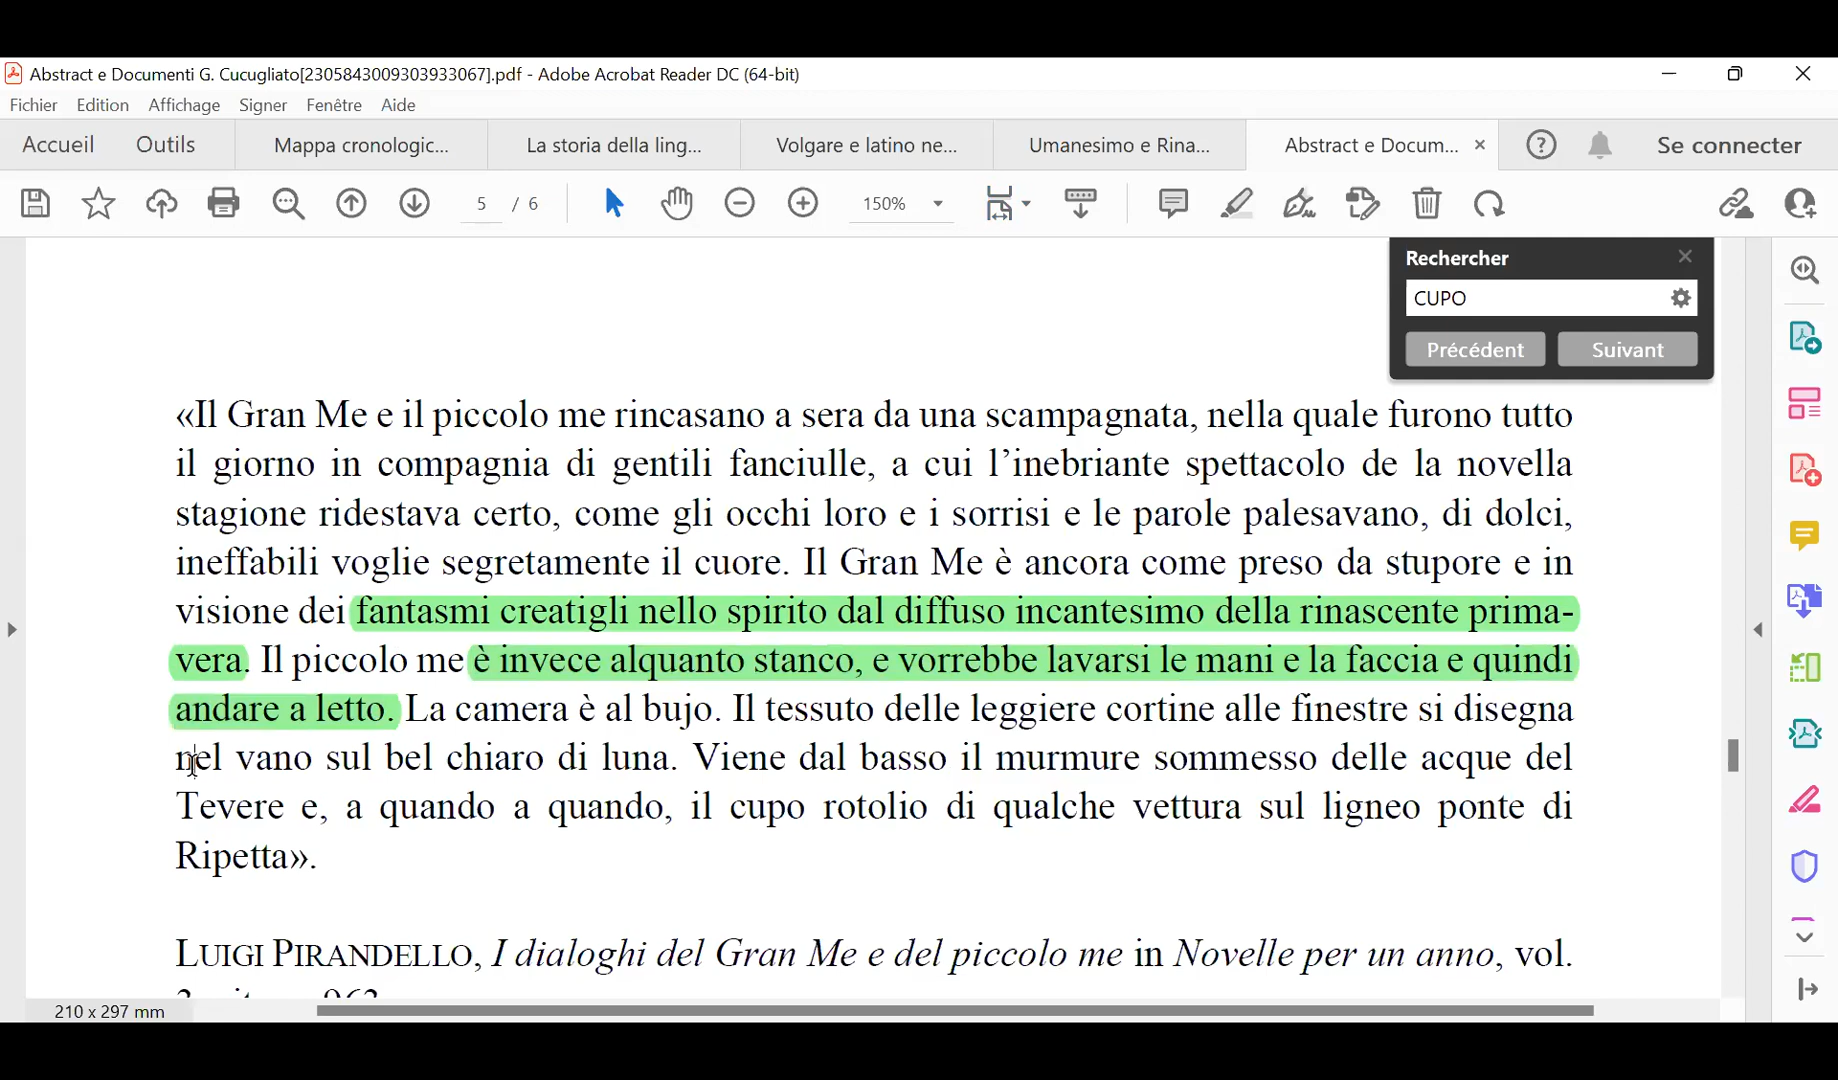 Abstract e Documenti G. Cucugliato[2305843009303933067].pdf - Adobe Acrobat Reader DC (64-bit)
Fichier Edition Affichage Signer Fenêtre Aide
Accueil Outils Mappa cronologic... La storia della ling... Volgare e latino ne... Umanesimo e Rina... Abstract e Docum... Se connecter
5 / 6 150%
Rechercher
CUPO
Précédent Suivant
«Il Gran Me e il piccolo me rincasano a sera da una scampagnata, nella quale furono tutto
il giorno in compagnia di gentili fanciulle, a cui l’inebriante spettacolo de la novella
stagione ridestava certo, come gli occhi loro e i sorrisi e le parole palesavano, di dolci,
ineffabili voglie segretamente il cuore. Il Gran Me è ancora come preso da stupore e in
visione dei fantasmi creatigli nello spirito dal diffuso incantesimo della rinascente prima-
vera. Il piccolo me è invece alquanto stanco, e vorrebbe lavarsi le mani e la faccia e quindi
andare a letto. La camera è al bujo. Il tessuto delle leggiere cortine alle finestre si disegna
nel vano sul bel chiaro di luna. Viene dal basso il murmure sommesso delle acque del
Tevere e, a quando a quando, il cupo rotolio di qualche vettura sul ligneo ponte di
Ripetta».
LUIGI PIRANDELLO, I dialoghi del Gran Me e del piccolo me in Novelle per un anno, vol.
210 x 297 mm